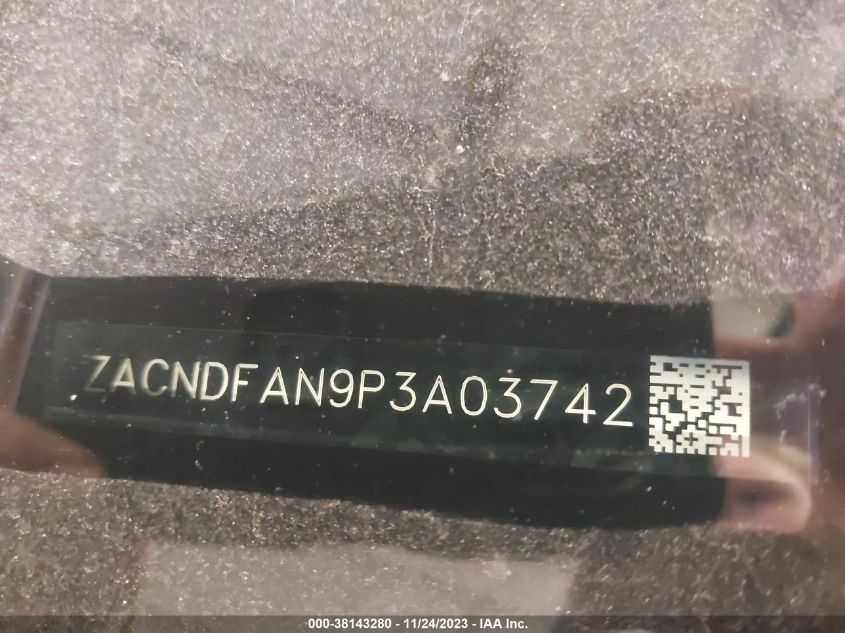 ZACNDFAN9P3A03742
000-38143280 - 11/24/2023 - IAA Inc.